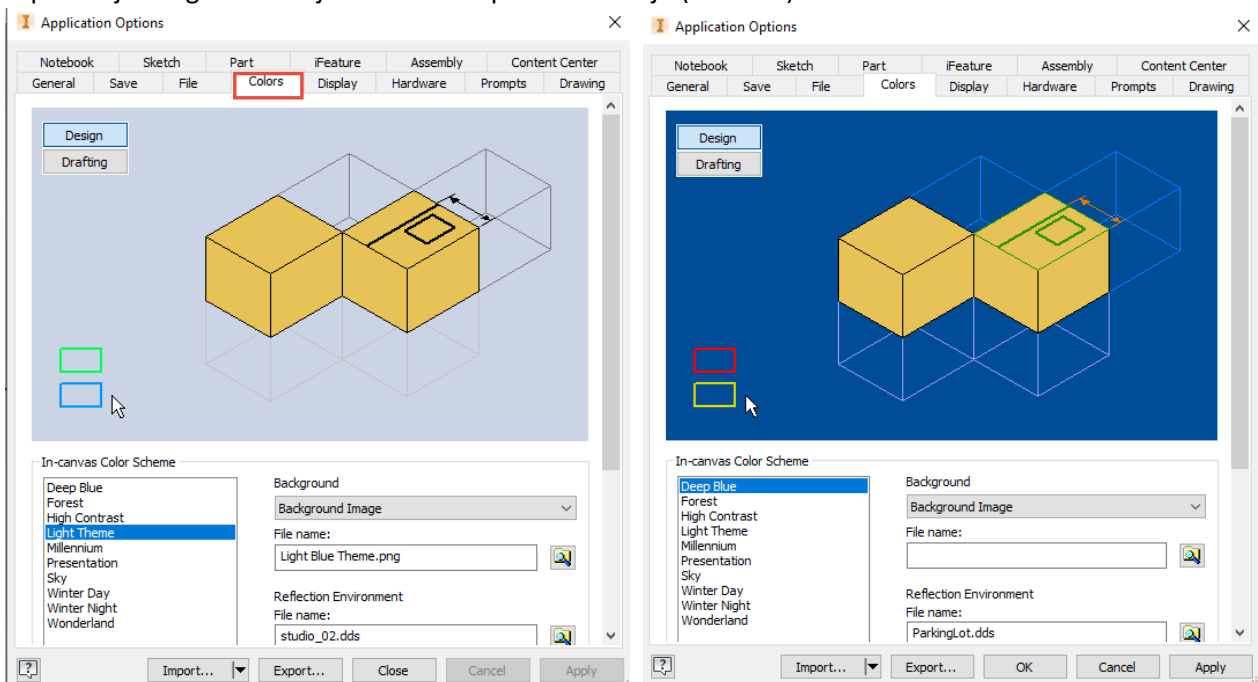 Application Options
Notebook Sketch Part iFeature Assembly Content Center
General Save File Colors Display Hardware Prompts Drawing
Design
Drafting
In-canvas Color Scheme
Deep Blue
Forest
High Contrast
Light Theme
Millennium
Presentation
Sky
Winter Day
Winter Night
Wonderland
Background
Background Image
File name:
Light Blue Theme.png
Reflection Environment
File name:
studio_02.dds
Import... Export... Close Cancel Apply
Application Options
Notebook Sketch Part iFeature Assembly Content Center
General Save File Colors Display Hardware Prompts Drawing
Design
Drafting
In-canvas Color Scheme
Deep Blue
Forest
High Contrast
Light Theme
Millennium
Presentation
Sky
Winter Day
Winter Night
Wonderland
Background
Background Image
File name:
Reflection Environment
File name:
ParkingLot.dds
Import... Export... OK Cancel Apply